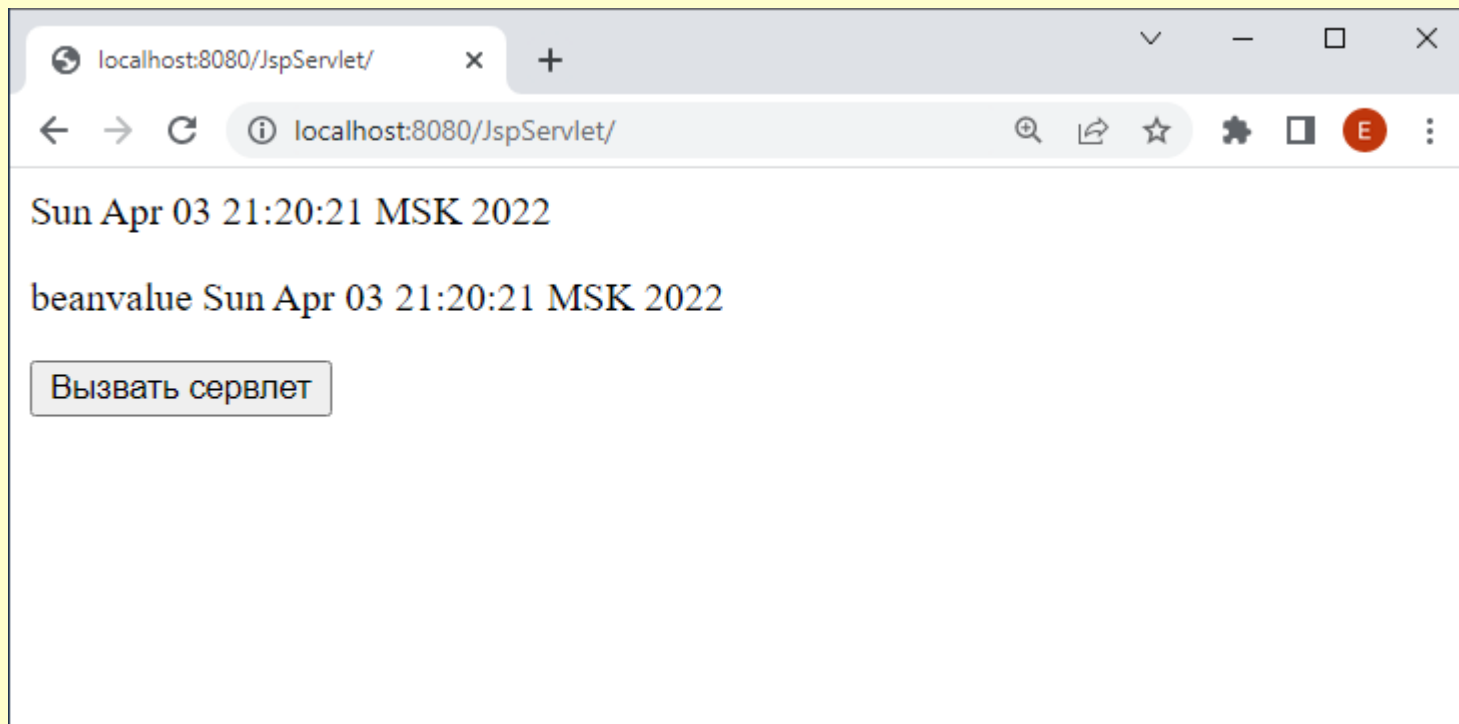 localhost:8080/JspServlet/
localhost:8080/JspServlet/
E
Sun Apr 03 21:20:21 MSK 2022
beanvalue Sun Apr 03 21:20:21 MSK 2022
Вызвать сервлет